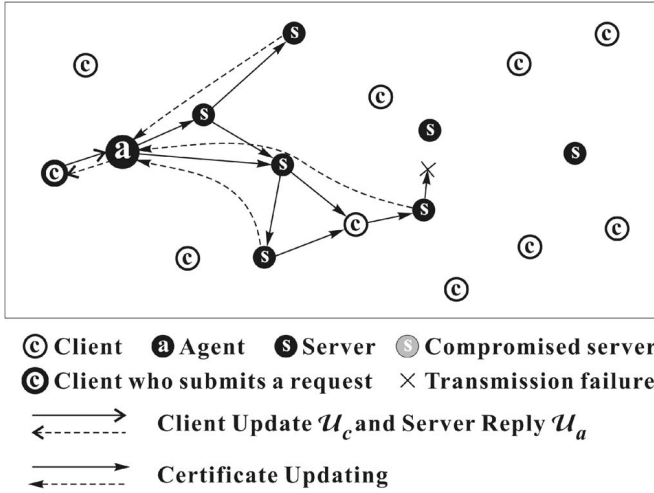 s
c
c
c
c
s
s
a
s
s
c
s
c
c
c
c
s
c
c Client a Agent s Server s Compromised server
c Client who submits a request Transmission failure
Client Update 𝒰c and Server Reply 𝒰a
Certificate Updating